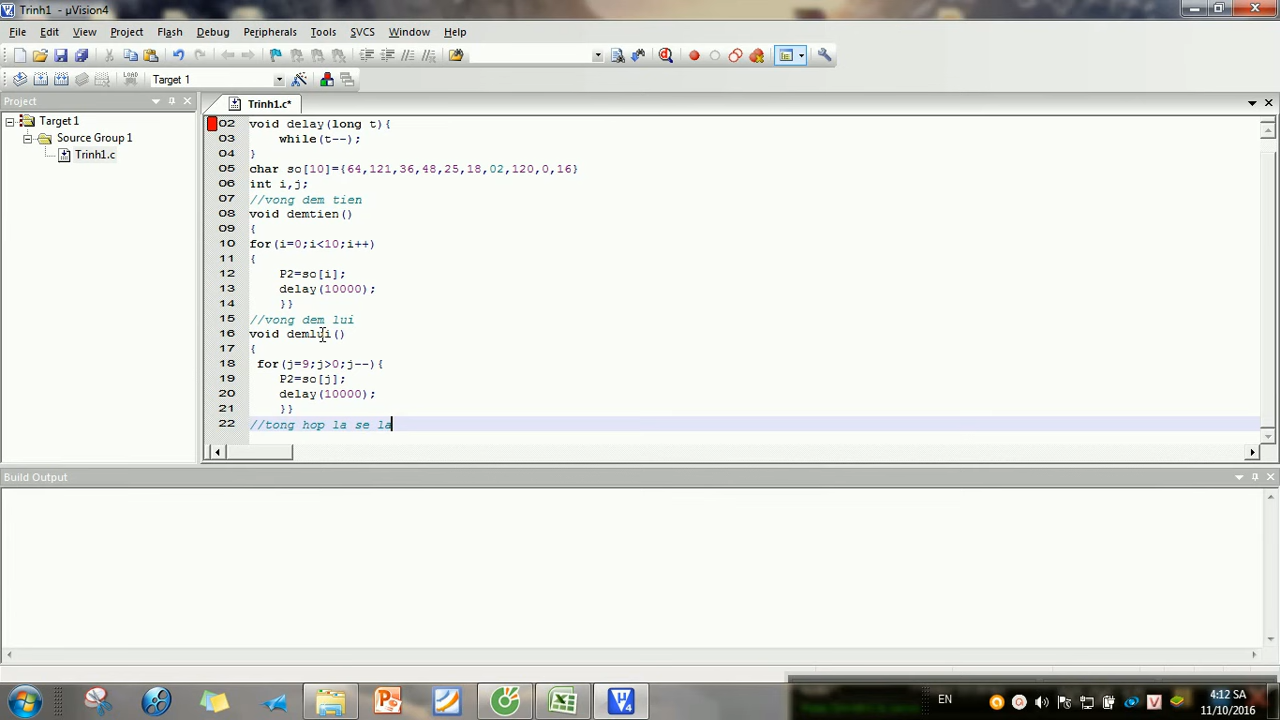 Trinh1 - µVision4
File Edit View Project Flash Debug Peripherals Tools SVCS Window Help
LOAD Target 1
Project
Trinh1.c*
Target 1
Source Group 1
Trinh1.c
02 void delay(long t){
03 while(t--);
04 }
05 char so[10]={64,121,36,48,25,18,02,120,0,16}
06 int i,j;
07 //vong dem tien
08 void demtien()
09 {
10 for(i=0;i<10;i++)
11 {
12 P2=so[i];
13 delay(10000);
14 }}
15 //vong dem lui
16 void demlui()
17 {
18 for(j=9;j>0;j--){
19 P2=so[j];
20 delay(10000);
21 }}
22 //tong hop la se la
Build Output
EN
4:12 SA
11/10/2016